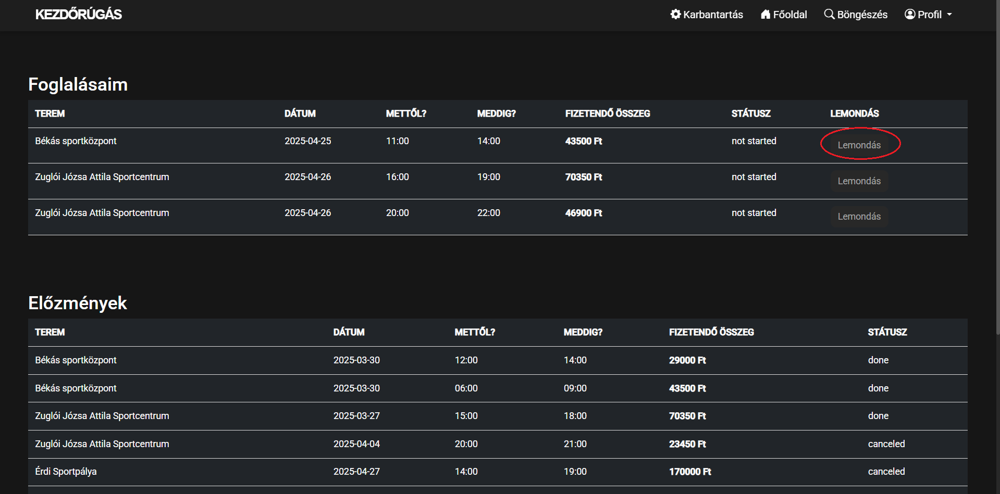 KEZDŐRÚGÁS Karbantartás Főoldal Böngészés Profil
Foglalásaim
TEREM DÁTUM METTŐL? MEDDIG? FIZETENDŐ ÖSSZEG STÁTUSZ LEMONDÁS
Békás sportközpont 2025-04-25 11:00 14:00 43500 Ft not started Lemondás
Zuglói Józsa Attila Sportcentrum 2025-04-26 16:00 19:00 70350 Ft not started Lemondás
Zuglói Józsa Attila Sportcentrum 2025-04-26 20:00 22:00 46900 Ft not started Lemondás
Előzmények
TEREM DÁTUM METTŐL? MEDDIG? FIZETENDŐ ÖSSZEG STÁTUSZ
Békás sportközpont 2025-03-30 12:00 14:00 29000 Ft done
Békás sportközpont 2025-03-30 06:00 09:00 43500 Ft done
Zuglói Józsa Attila Sportcentrum 2025-03-27 15:00 18:00 70350 Ft done
Zuglói Józsa Attila Sportcentrum 2025-04-04 20:00 21:00 23450 Ft canceled
Érdi Sportpálya 2025-04-27 14:00 19:00 170000 Ft canceled